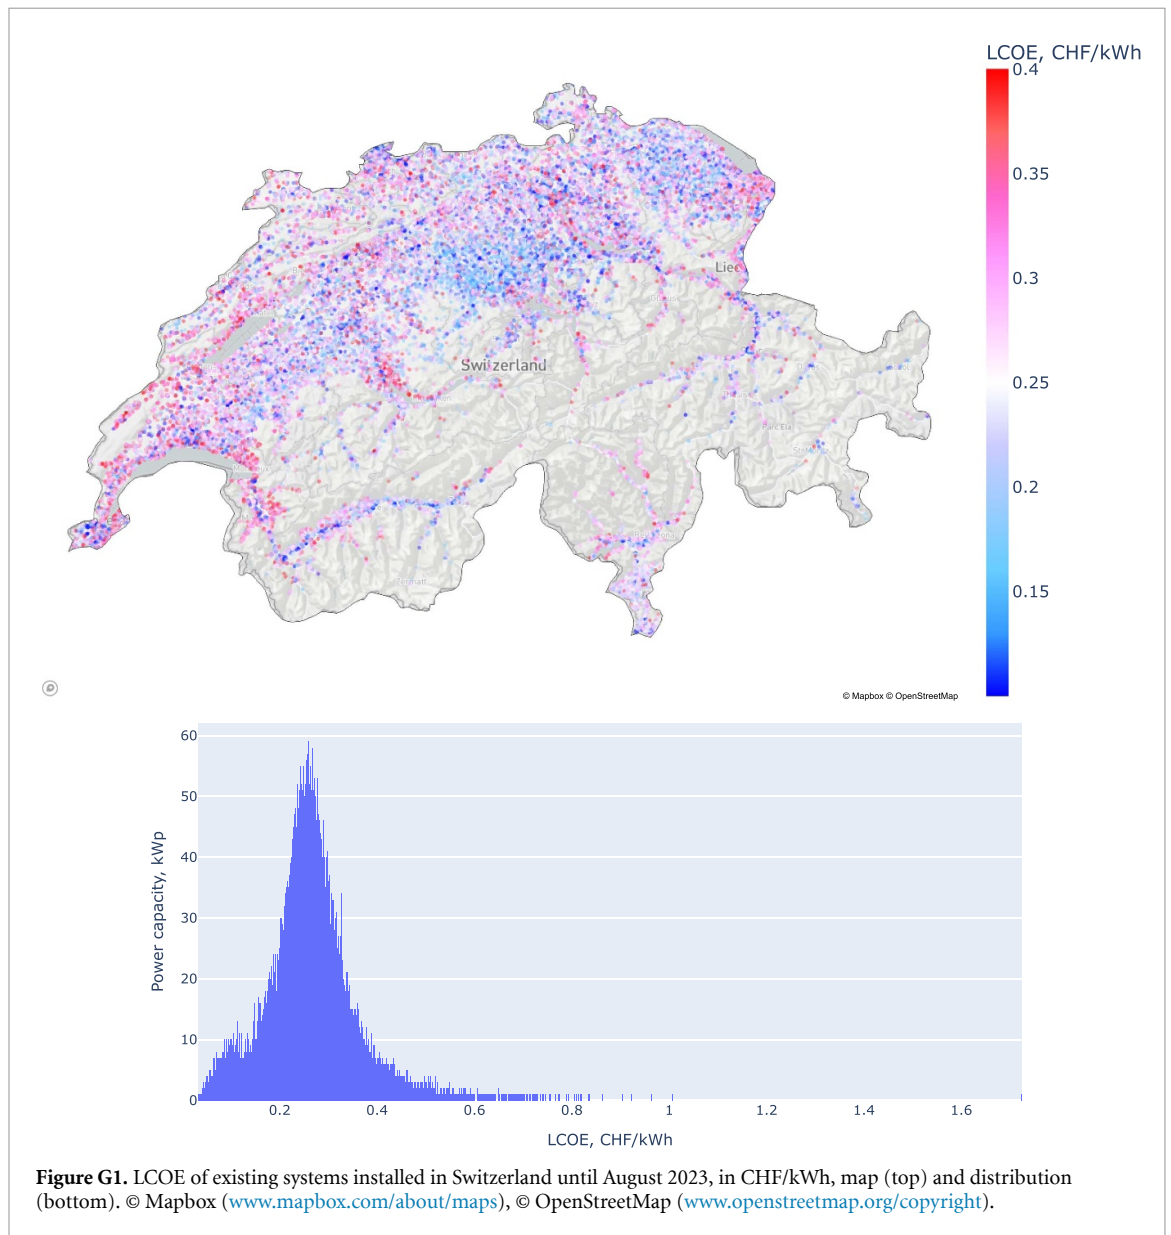 LCOE, CHF/kWh
0.4
0.35
0.3
0.25
0.2
0.15
Liec
Switzerland
Parc Ela
Zermatt
© Mapbox © OpenStreetMap
60
50
40
30
20
10
0
Power capacity, kWp
0.2 0.4 0.6 0.8 1 1.2 1.4 1.6
LCOE, CHF/kWh
Figure G1. LCOE of existing systems installed in Switzerland until August 2023, in CHF/kWh, map (top) and distribution
(bottom). © Mapbox (www.mapbox.com/about/maps), © OpenStreetMap (www.openstreetmap.org/copyright).